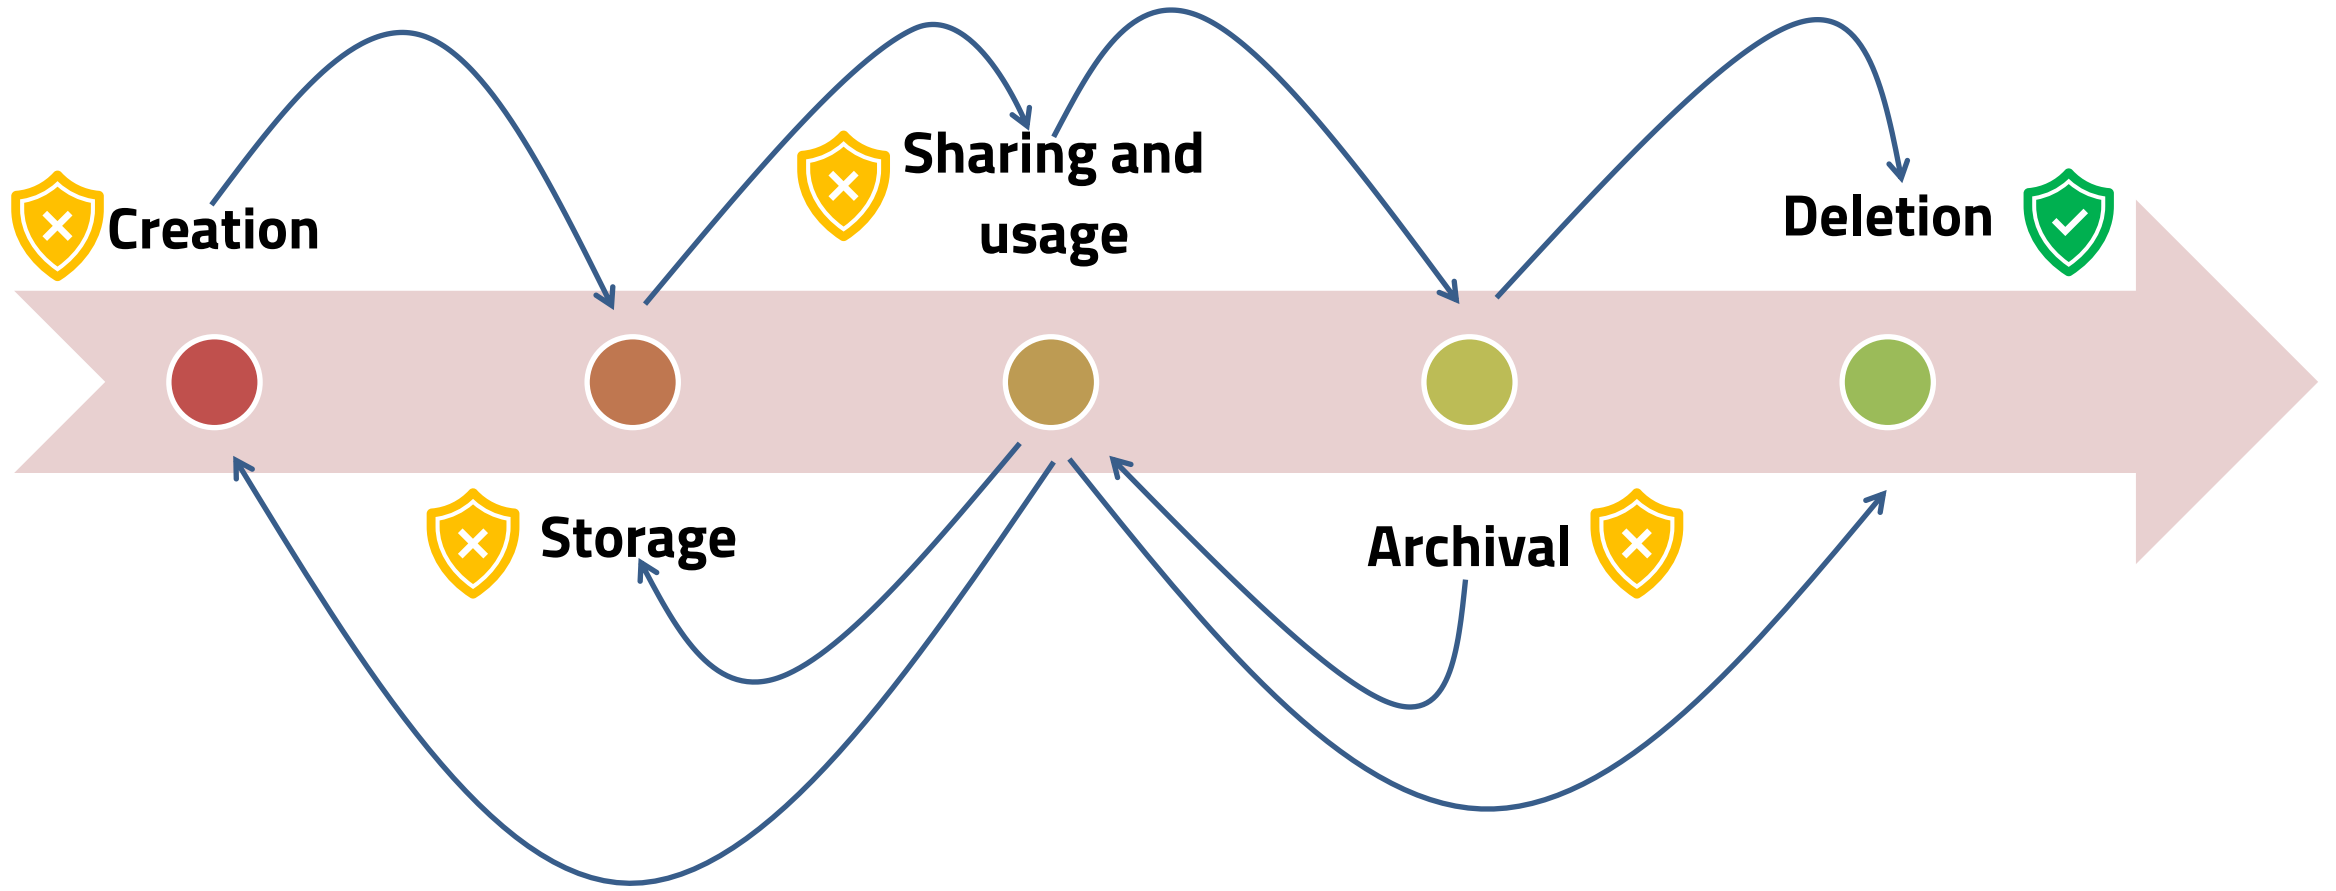 Creation
Storage
Sharing and
usage
Archival
Deletion